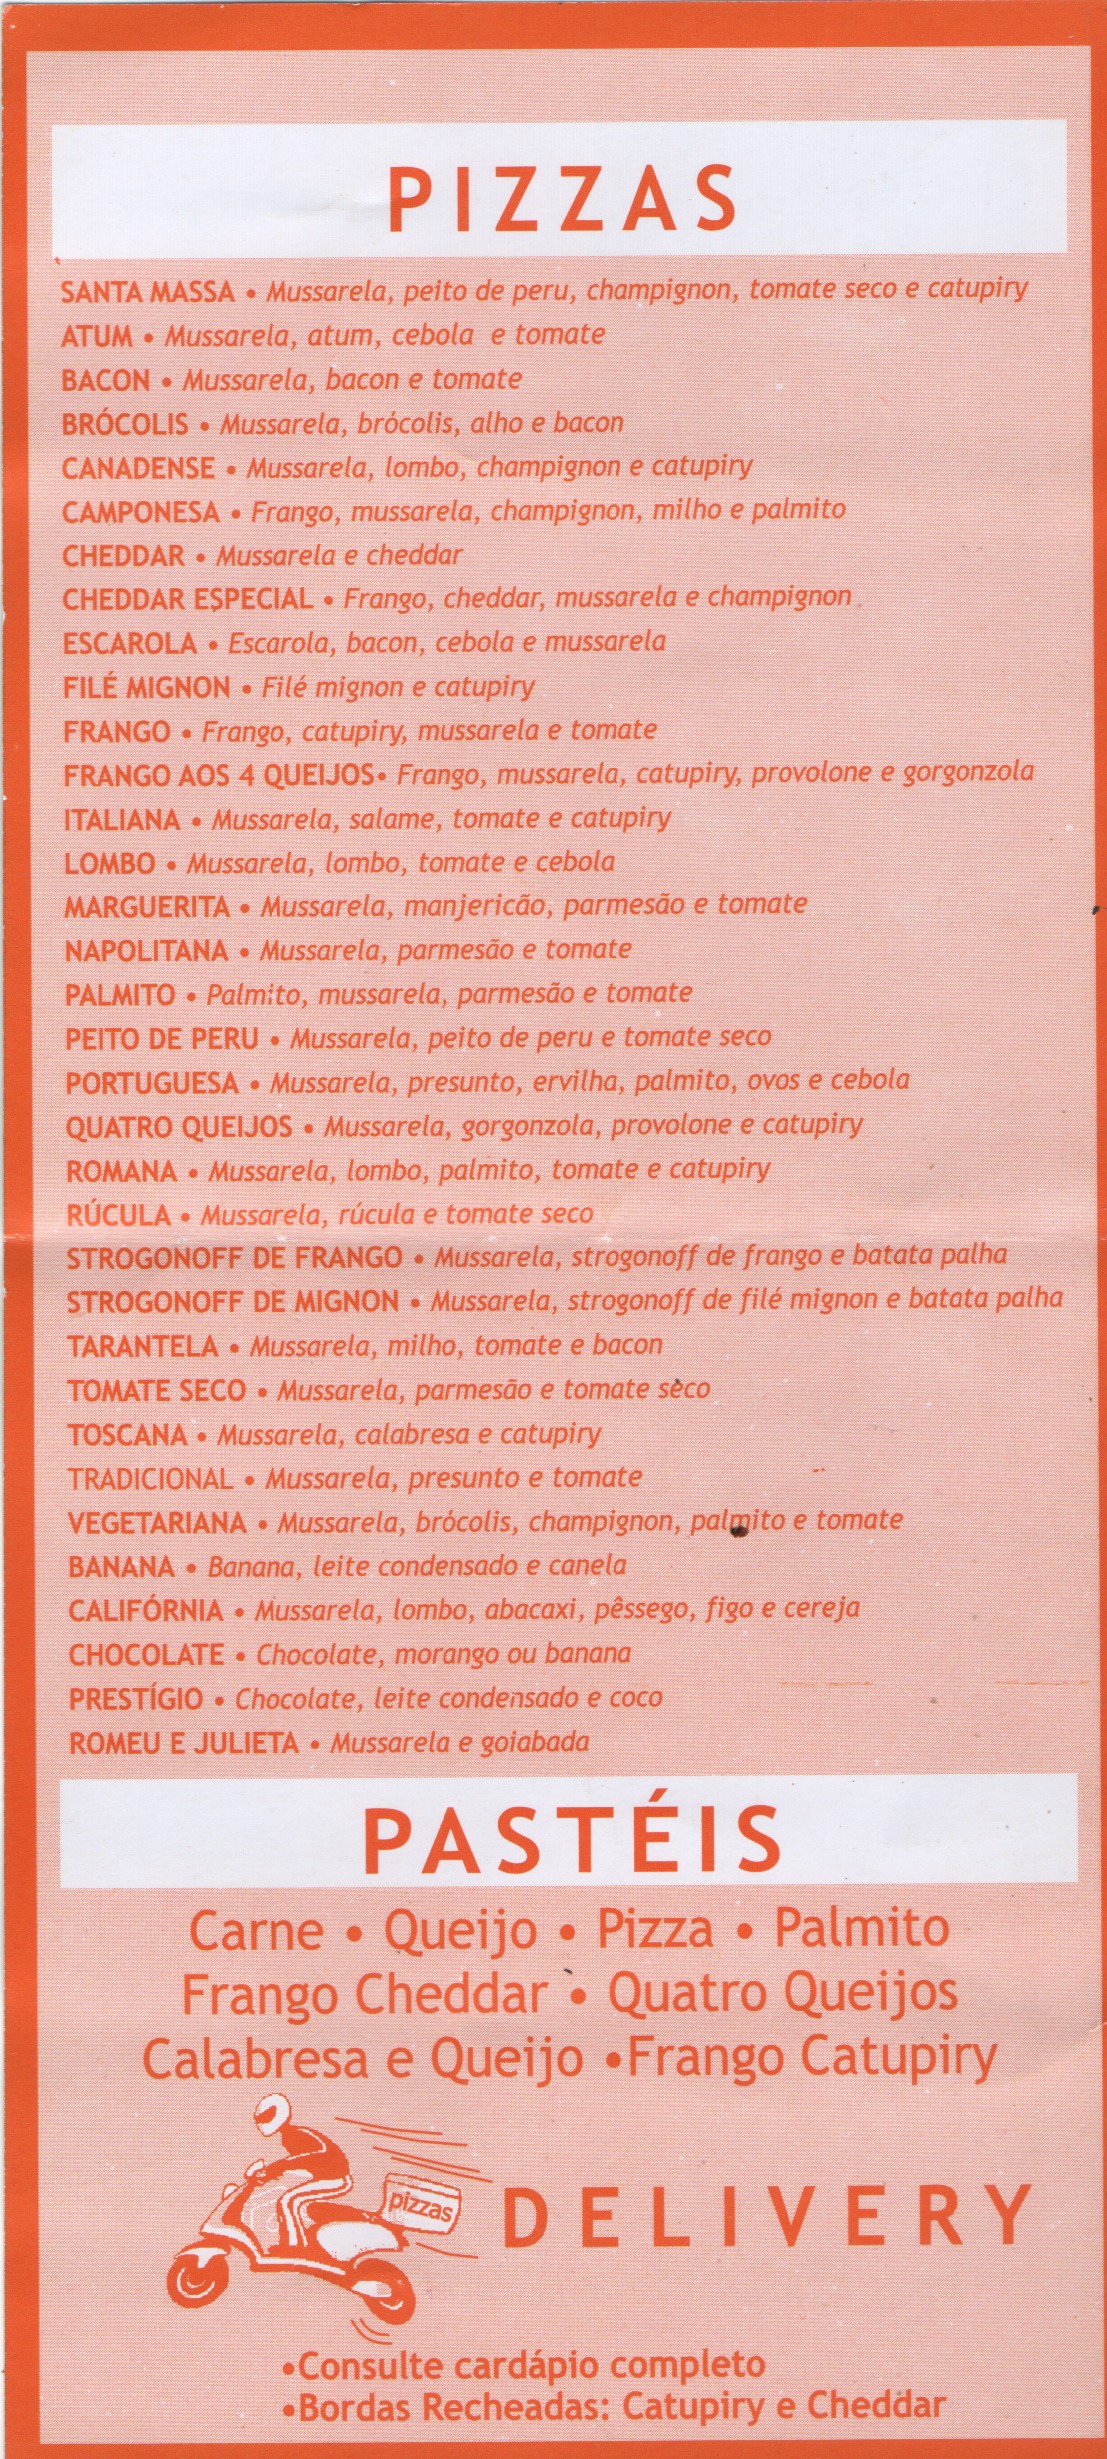 PIZZAS
SANTA MASSA • Mussarela, peito de peru, champignon, tomate seco e catupiry
ATUM • Mussarela, atum, cebola e tomate
BACON • Mussarela, bacon e tomate
BRÓCOLIS • Mussarela, brócolis, alho e bacon
CANADENSE • Mussarela, lombo, champignon e catupiry
CAMPONESA • Frango, mussarela, champignon, milho e palmito
CHEDDAR • Mussarela e cheddar
CHEDDAR ESPECIAL • Frango, cheddar, mussarela e champignon
ESCAROLA • Escarola, bacon, cebola e mussarela
FILÉ MIGNON • Filé mignon e catupiry
FRANGO • Frango, catupiry, mussarela e tomate
FRANGO AOS 4 QUEIJOS• Frango, mussarela, catupiry, provolone e gorgonzola
ITALIANA • Mussarela, salame, tomate e catupiry
LOMBO • Mussarela, lombo, tomate e cebola
MARGUERITA • Mussarela, manjericão, parmesão e tomate
NAPOLITANA • Mussarela, parmesão e tomate
PALMITO • Palmito, mussarela, parmesão e tomate
PEITO DE PERU • Mussarela, peito de peru e tomate seco
PORTUGUESA • Mussarela, presunto, ervilha, palmito, ovos e cebola
QUATRO QUEIJOS • Mussarela, gorgonzola, provolone e catupiry
ROMANA • Mussarela, lombo, palmito, tomate e catupiry
RÚCULA • Mussarela, rúcula e tomate seco
STROGONOFF DE FRANGO • Mussarela, strogonoff de frango e batata palha
STROGONOFF DE MIGNON • Mussarela, strogonoff de filé mignon e batata palha
TARANTELA • Mussarela, milho, tomate e bacon
TOMATE SECO • Mussarela, parmesão e tomate seco
TOSCANA • Mussarela, calabresa e catupiry
TRADICIONAL • Mussarela, presunto e tomate
VEGETARIANA • Mussarela, brócolis, champignon, palmito e tomate
BANANA • Banana, leite condensado e canela
CALIFÓRNIA • Mussarela, lombo, abacaxi, pêssego, figo e cereja
CHOCOLATE • Chocolate, morango ou banana
PRESTÍGIO • Chocolate, leite condensado e coco
ROMEU E JULIETA • Mussarela e goiabada
PASTÉIS
Carne • Queijo • Pizza • Palmito
Frango Cheddar • Quatro Queijos
Calabresa e Queijo •Frango Catupiry
pizzas
DELIVERY
•Consulte cardápio completo
•Bordas Recheadas: Catupiry e Cheddar